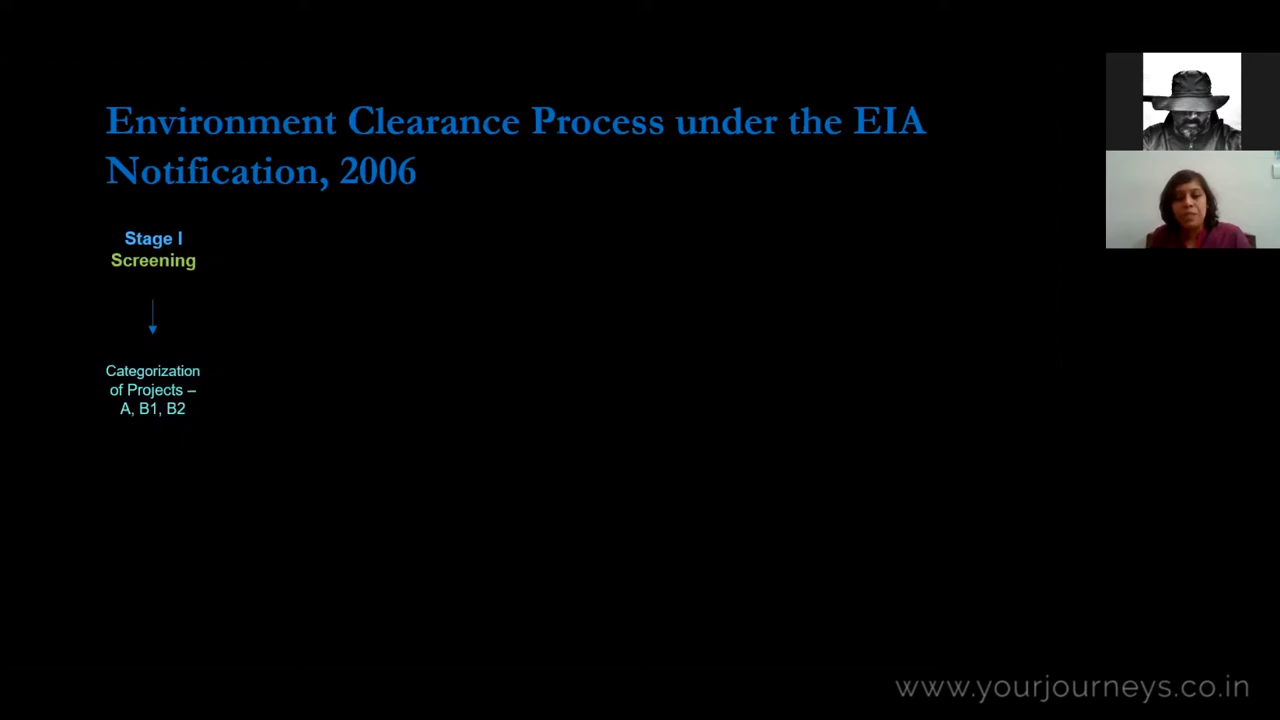 Environment Clearance Process under the EIA
Notification, 2006
Stage I
Screening
Categorization
of Projects –
A, B1, B2
www.yourjourneys.co.in